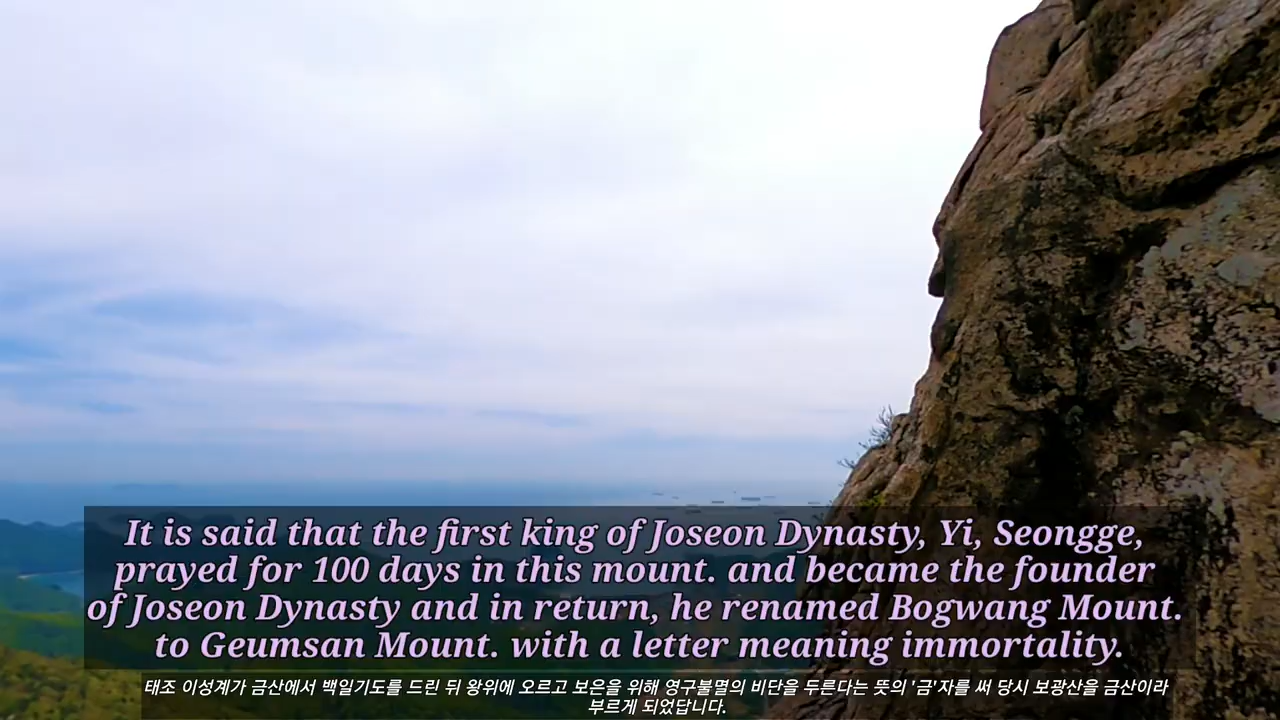 It is said that the first king of Joseon Dynasty, Yi, Seongge,
prayed for 100 days in this mount. and became the founder
of Joseon Dynasty and in return, he renamed Bogwang Mount.
to Geumsan Mount. with a letter meaning immortality.
태조 이성계가 금산에서 백일기도를 드린 뒤 왕위에 오르고 보은을 위해 영구불멸의 비단을 두른다는 뜻의 '금'자를 써 당시 보광산을 금산이라
부르게 되었답니다.